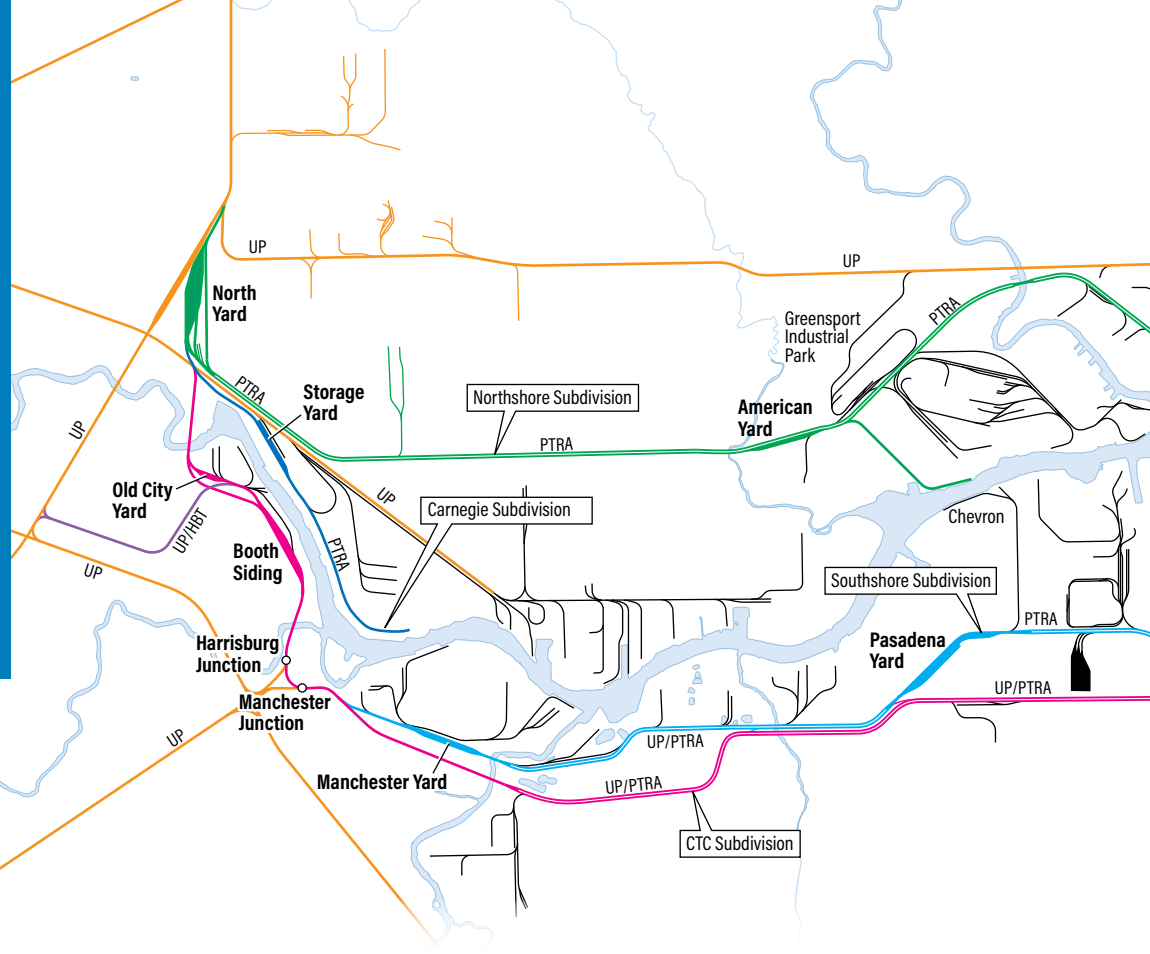 UP
UP
North
Yard
PTRA
Greensport
Industrial
Park
PTRA
Storage
Yard
Northshore Subdivision
American
Yard
UP
PTRA
Old City
Yard
UP
Carnegie Subdivision
UP/HBT
Chevron
Booth
Siding
PTRA
UP
Southshore Subdivision
PTRA
Harrisburg
Junction
Pasadena
Yard
Manchester
Junction
UP/PTRA
UP
UP/PTRA
Manchester Yard
UP/PTRA
CTC Subdivision